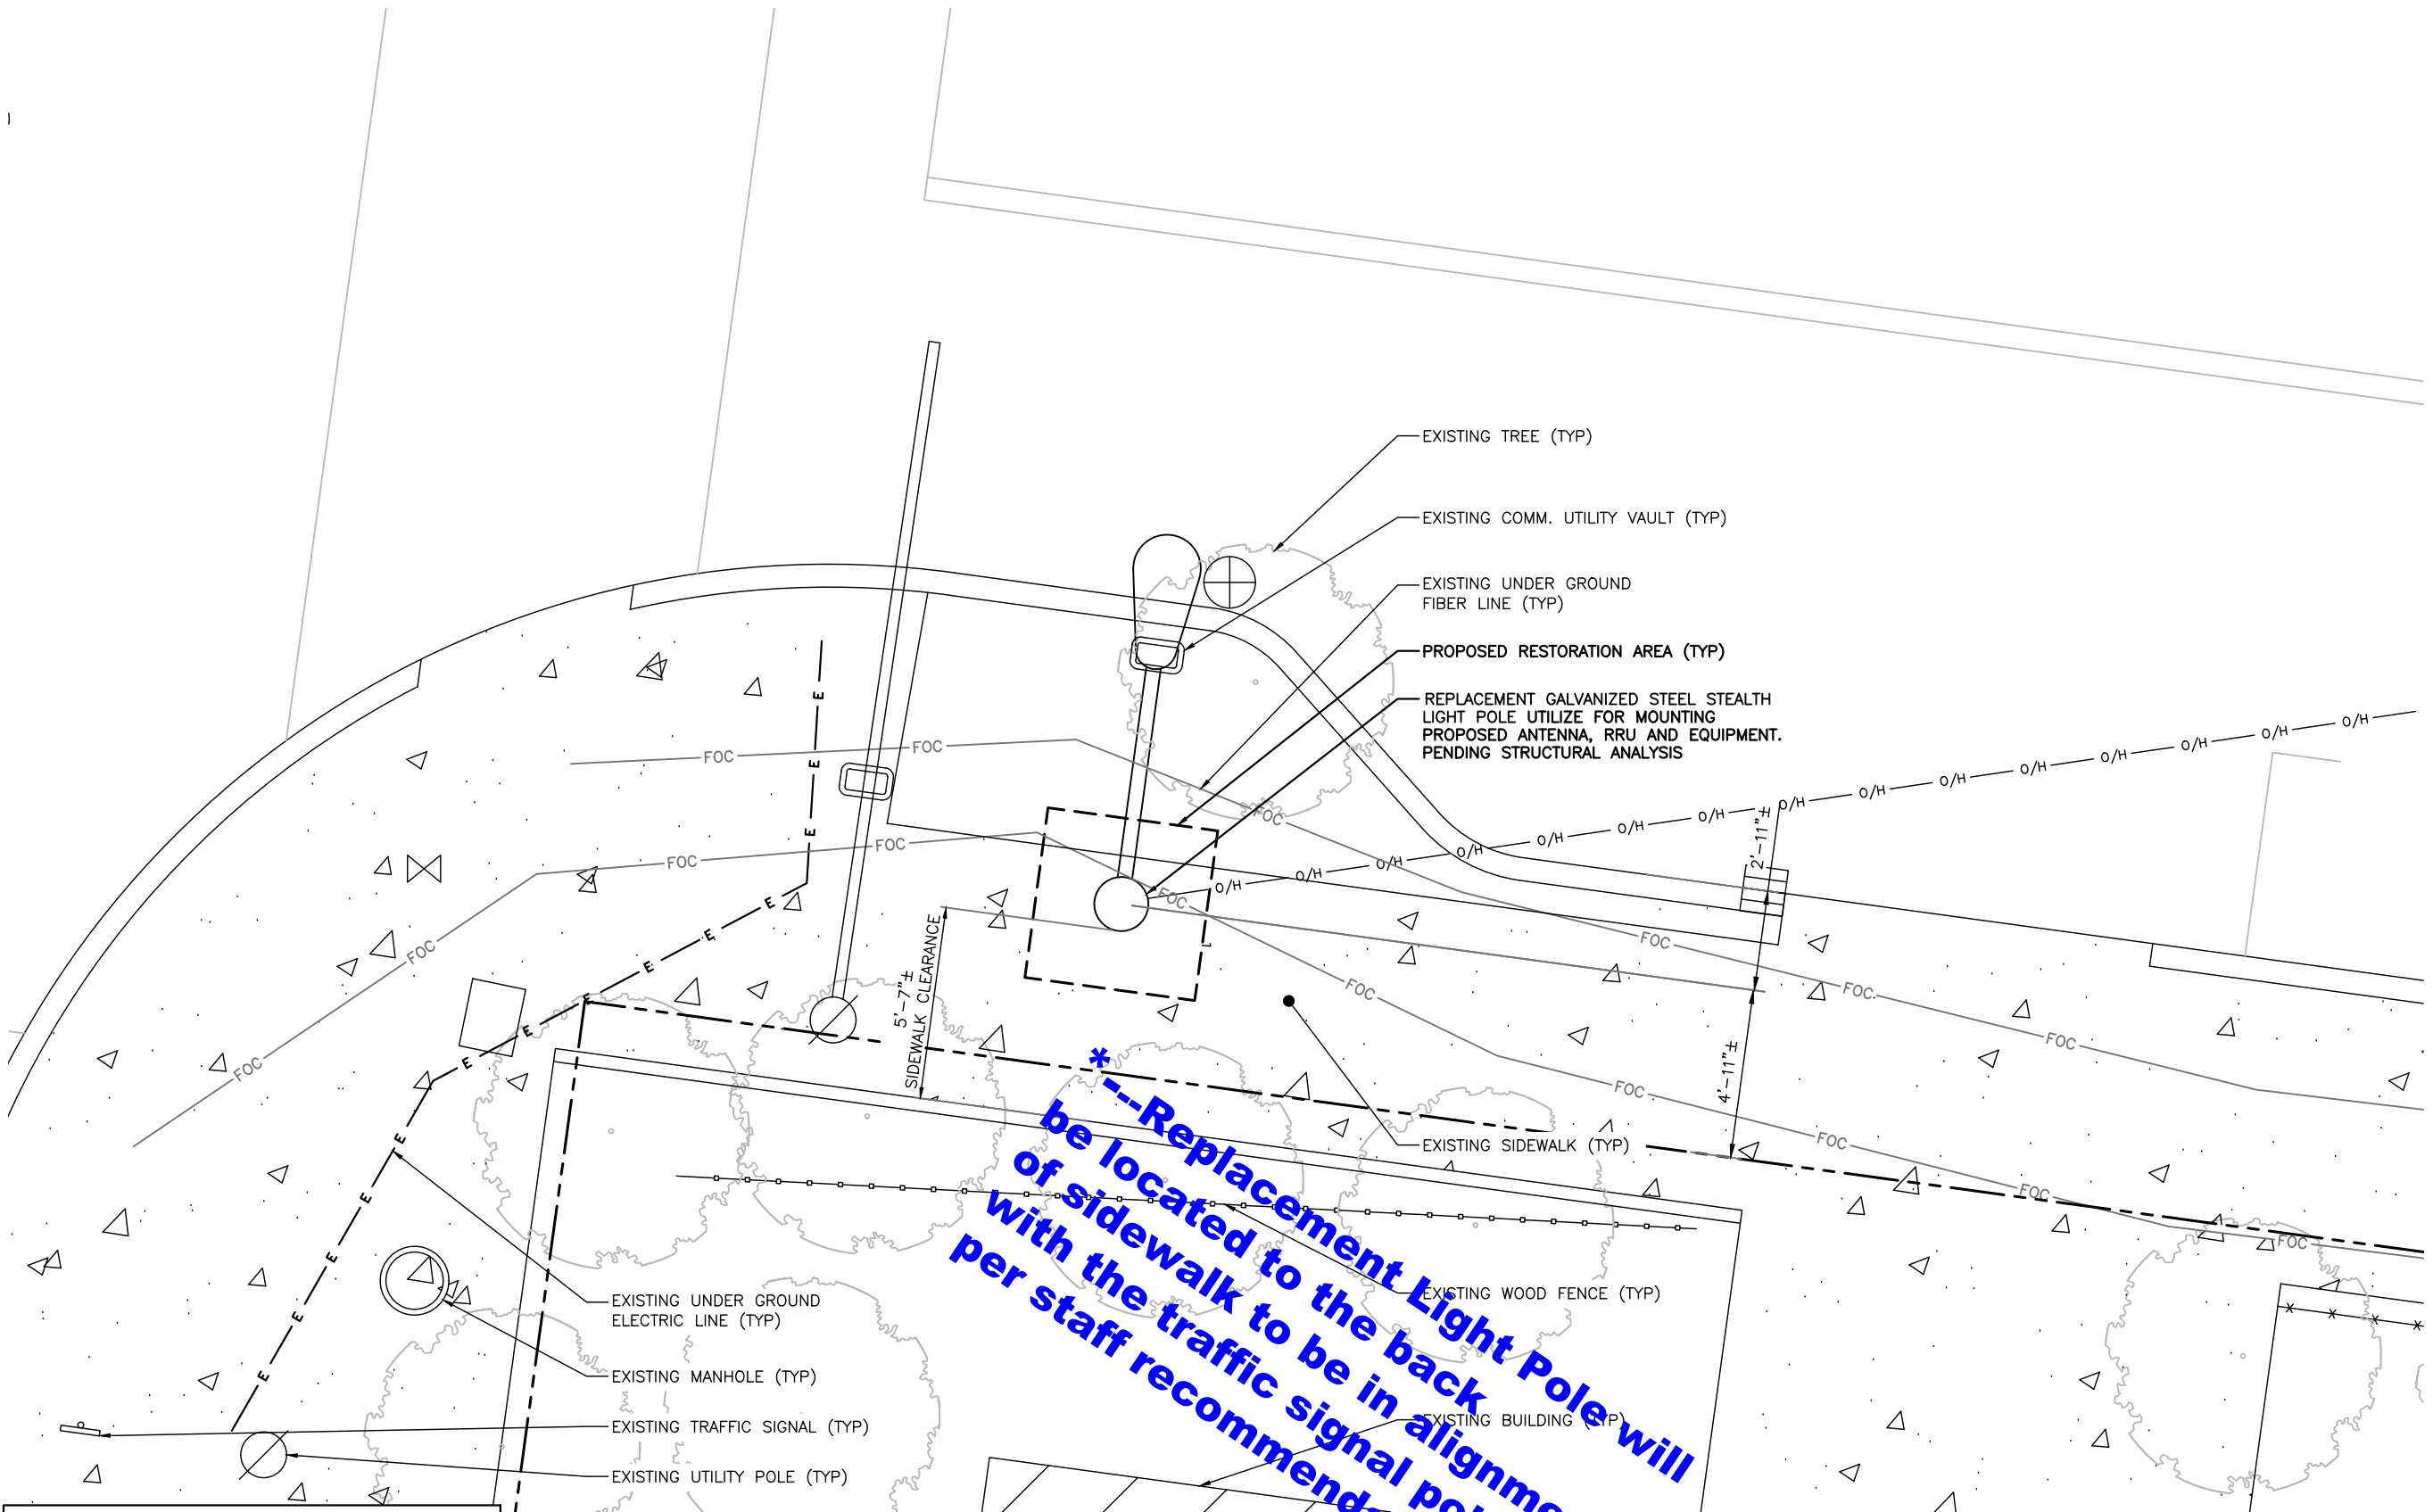 EXISTING TREE (TYP)
EXISTING COMM. UTILITY VAULT (TYP)
EXISTING UNDER GROUND
FIBER LINE (TYP)
PROPOSED RESTORATION AREA (TYP)
REPLACEMENT GALVANIZED STEEL STEALTH
LIGHT POLE UTILIZE FOR MOUNTING
PROPOSED ANTENNA, RRU AND EQUIPMENT.
PENDING STRUCTURAL ANALYSIS
O/H O/H O/H O/H O/H O/H O/H O/H O/H O/H O/H O/H O/H O/H O/H
2'-11"±
4'-11"±
5'-7"±
SIDEWALK CLEARANCE
FOC FOC FOC FOC FOC
FOC FOC FOC FOC FOC
FOC FOC FOC FOC FOC
E E E E E E E E E E E E E E
EXISTING SIDEWALK (TYP)
EXISTING WOOD FENCE (TYP)
EXISTING BUILDING (TYP)
EXISTING UNDER GROUND
ELECTRIC LINE (TYP)
EXISTING MANHOLE (TYP)
EXISTING TRAFFIC SIGNAL (TYP)
EXISTING UTILITY POLE (TYP)
X X X X
*---Replacement Light Pole will
be located to the back
of sidewalk to be in alignme
with the traffic signal po
per staff recommend